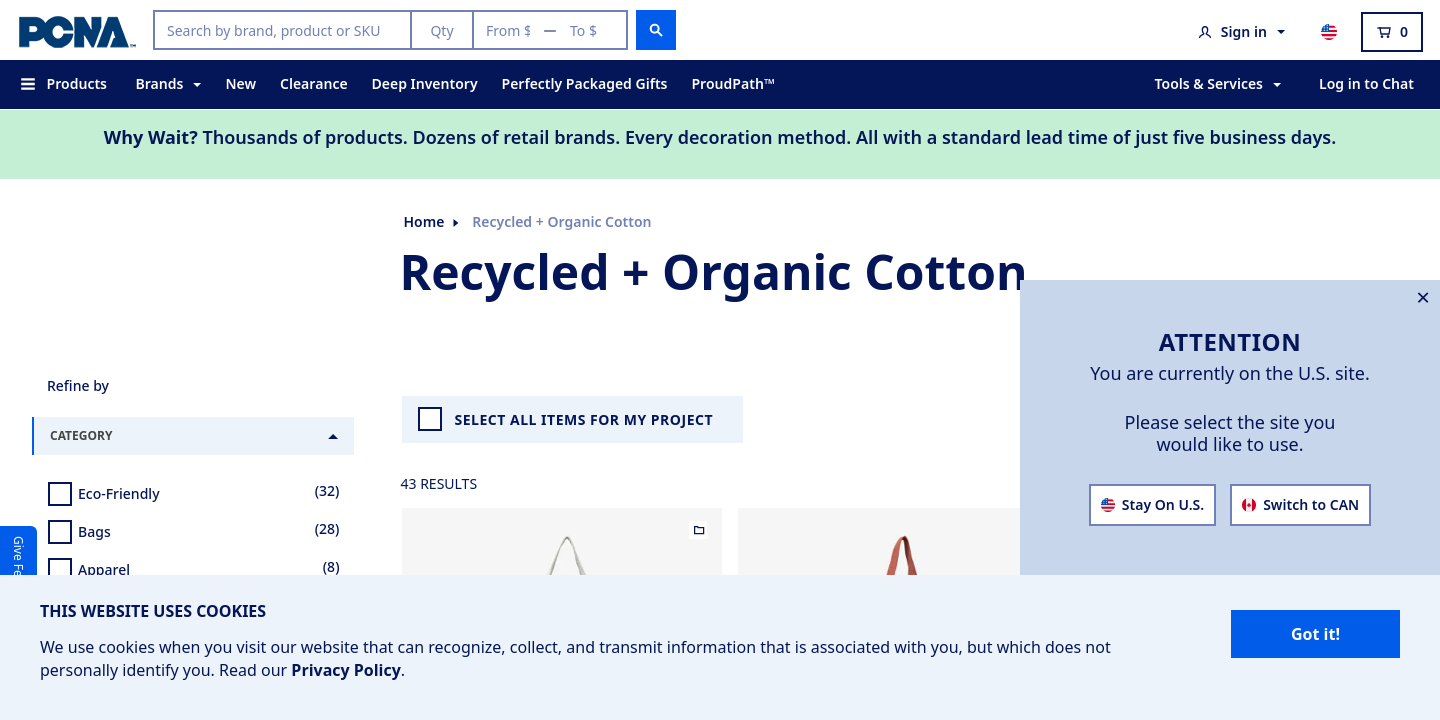 PCNA™
Search by brand, product or SKU
Qty
From $ — To $
Sign in
0
Products
Brands
New
Clearance
Deep Inventory
Perfectly Packaged Gifts
ProudPath™
Tools & Services
Log in to Chat
Why Wait? Thousands of products. Dozens of retail brands. Every decoration method. All with a standard lead time of just five business days.
Home
Recycled + Organic Cotton
Recycled + Organic Cotton
ATTENTION
You are currently on the U.S. site.
Please select the site you
would like to use.
Stay On U.S.
Switch to CAN
Refine by
CATEGORY
Eco-Friendly (32)
Bags (28)
Apparel (8)
SELECT ALL ITEMS FOR MY PROJECT
43 RESULTS
Give Fe
THIS WEBSITE USES COOKIES
We use cookies when you visit our website that can recognize, collect, and transmit information that is associated with you, but which does not
personally identify you. Read our Privacy Policy.
Got it!